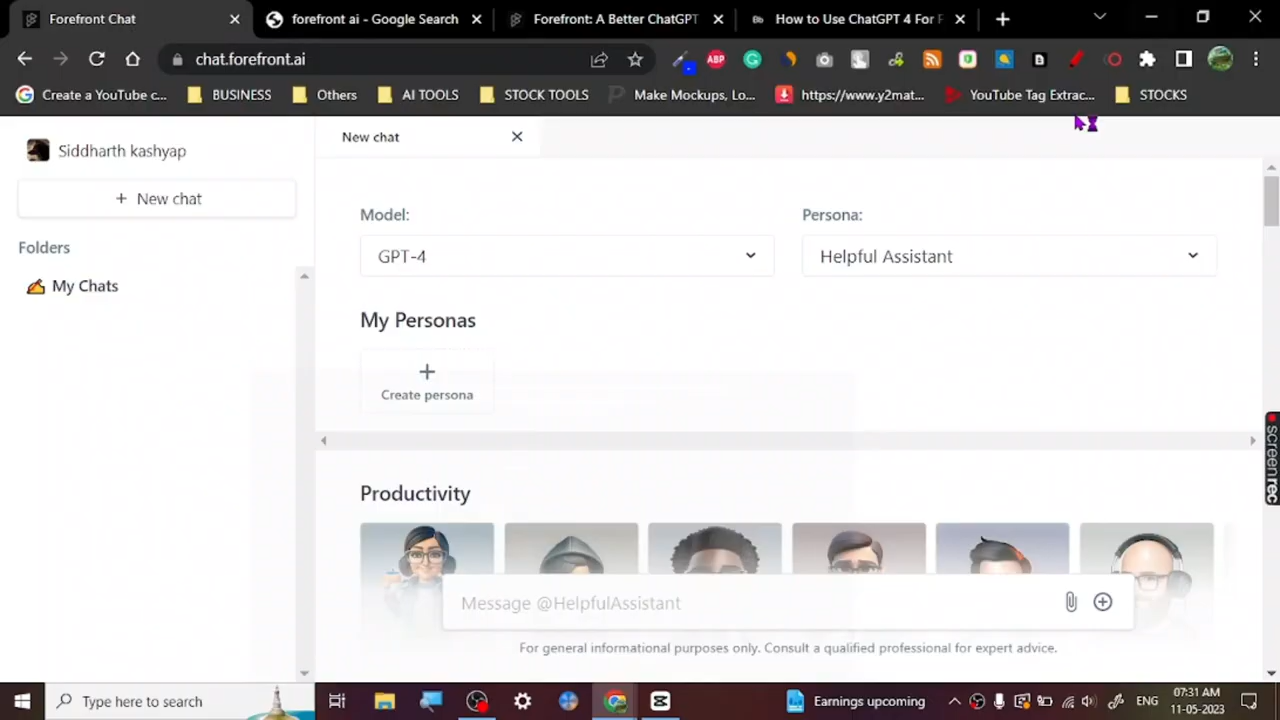 Forefront Chat
forefront ai - Google Search
Forefront: A Better ChatGPT
How to Use ChatGPT 4 For F
chat.forefront.ai
ABP
Create a YouTube c...
BUSINESS
Others
AI TOOLS
STOCK TOOLS
Make Mockups, Lo...
https://www.y2mat...
YouTube Tag Extrac...
STOCKS
Siddharth kashyap
New chat
+ New chat
Folders
My Chats
Model:
Persona:
GPT-4
Helpful Assistant
My Personas
Create persona
Productivity
Message @HelpfulAssistant
For general informational purposes only. Consult a qualified professional for expert advice.
screenrec
Type here to search
Earnings upcoming
ENG
07:31 AM
11-05-2023